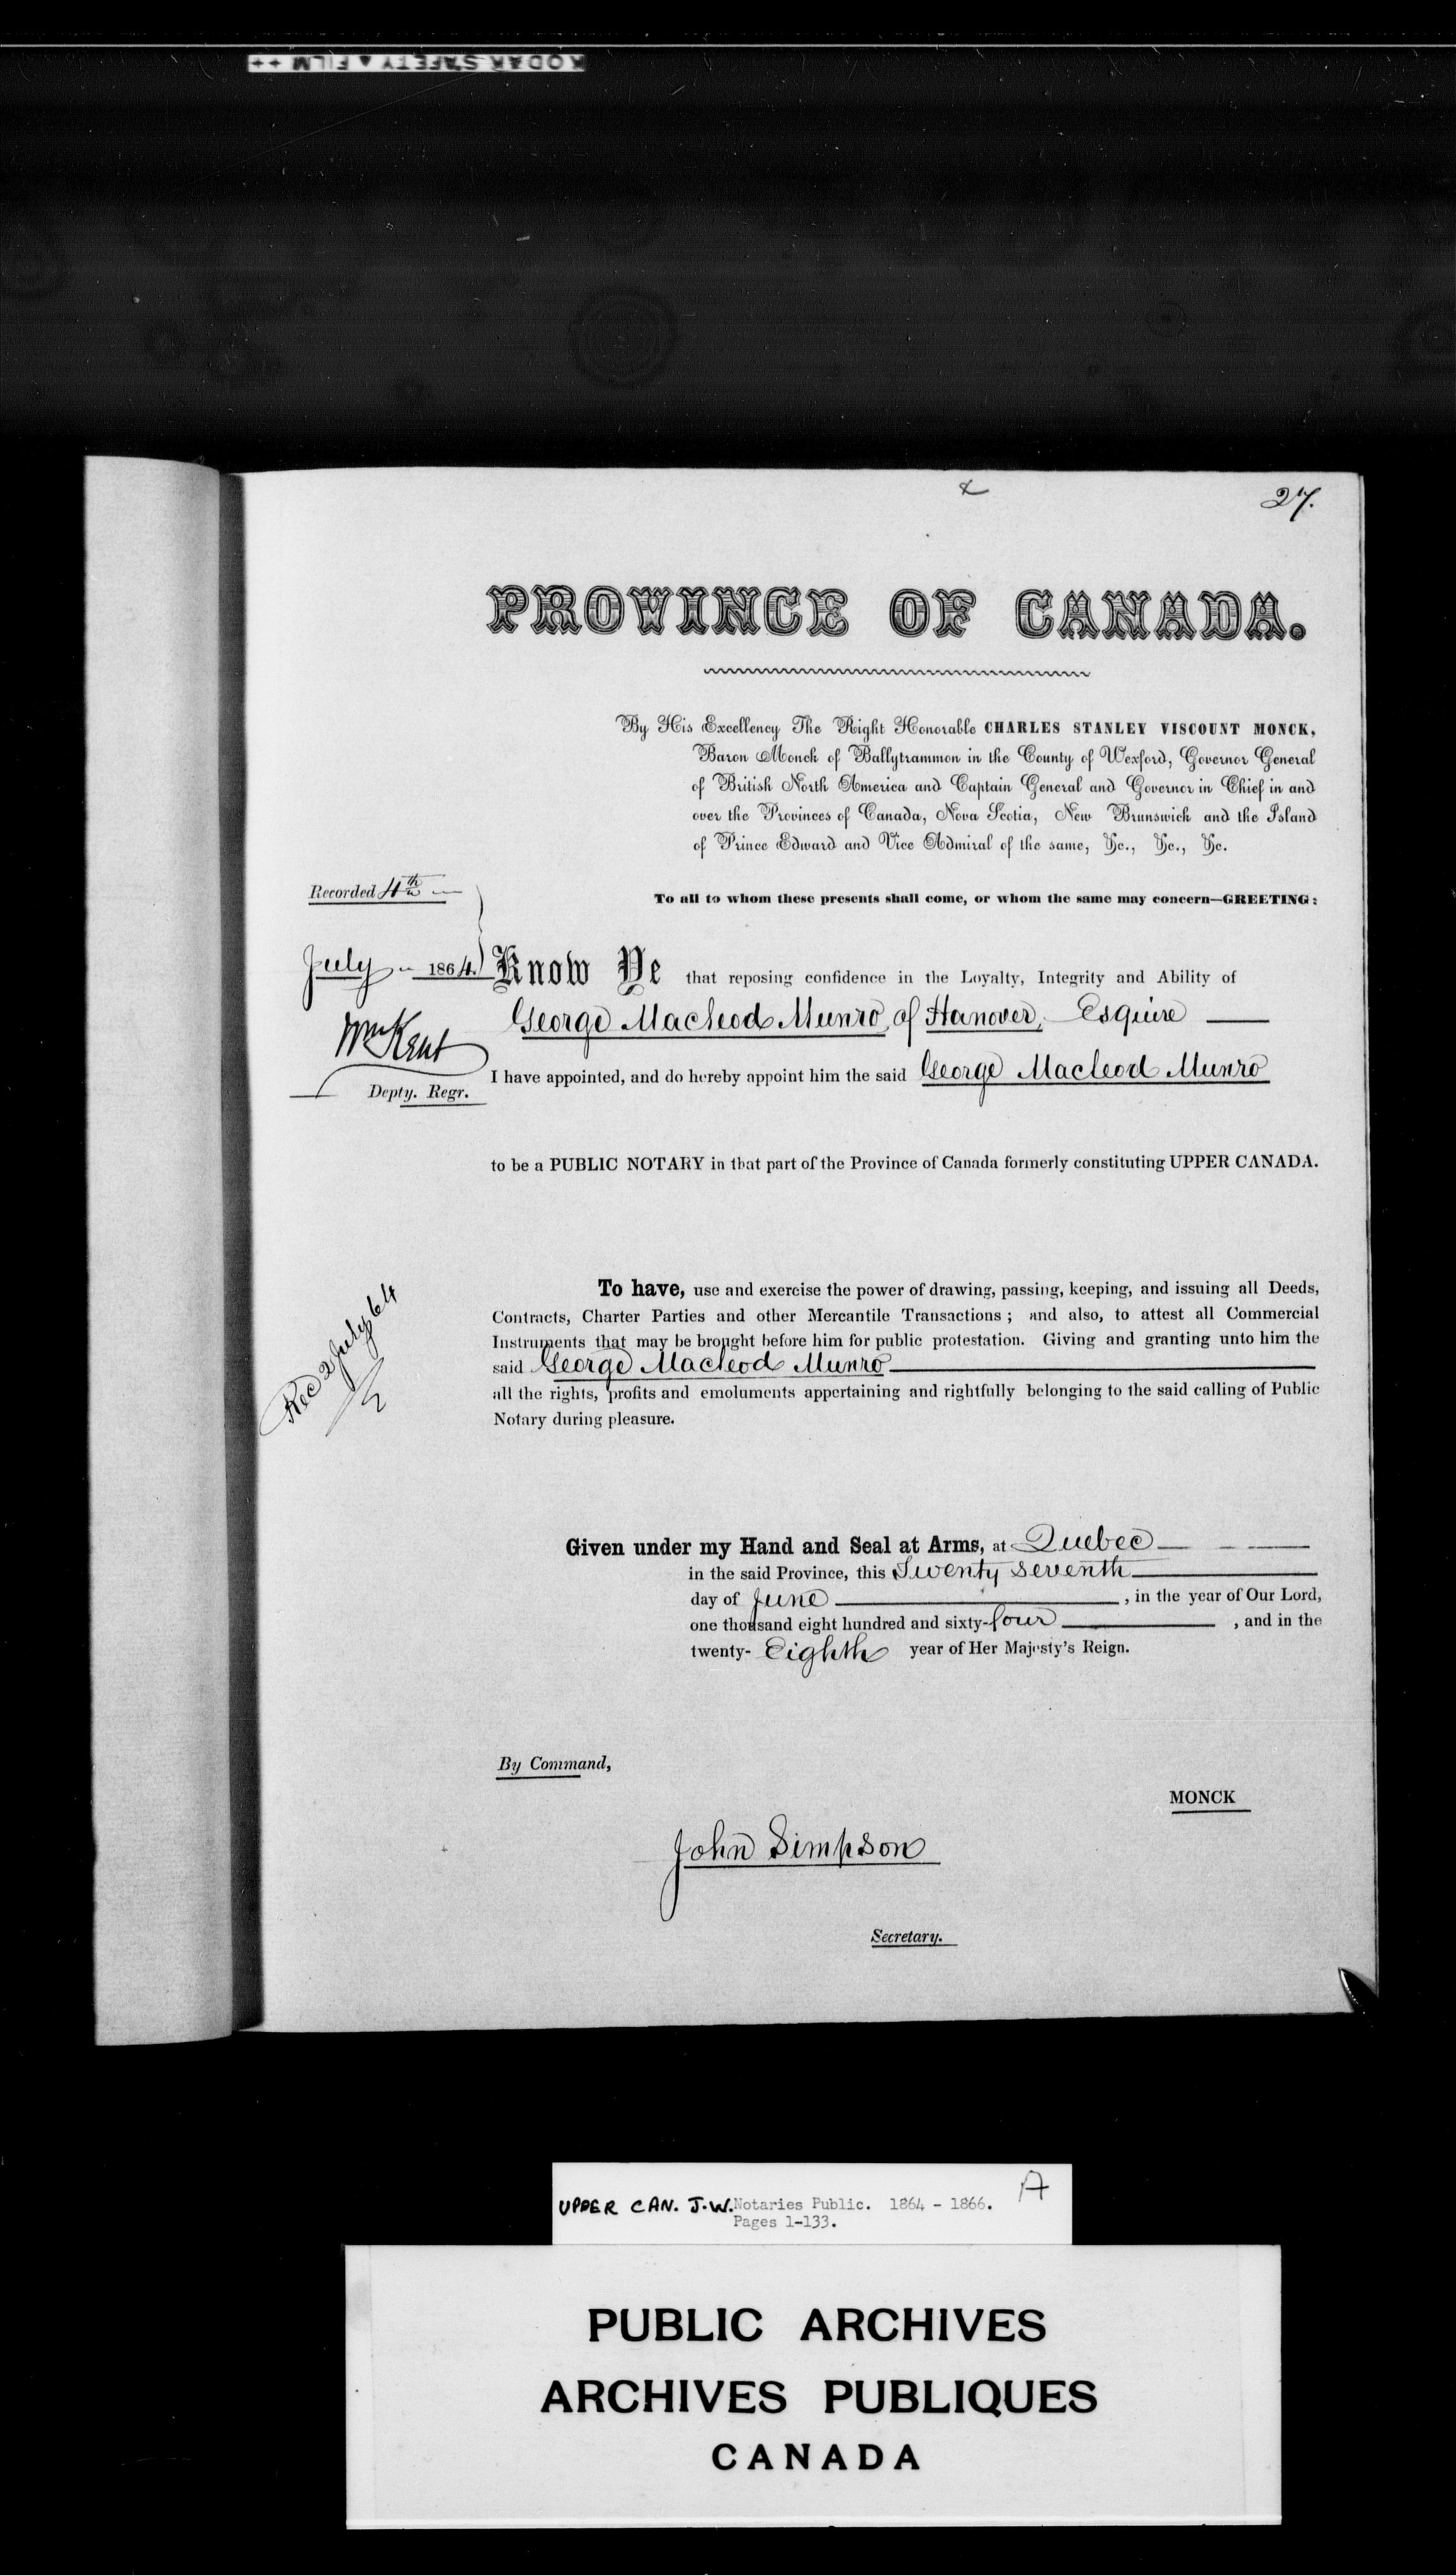 KODAK SAFETY ▲ FILM ++
27.
PROVINCE OF CANADA.
By His Excellency The Right Honorable CHARLES STANLEY VISCOUNT MONCK,
Baron Monck of Ballytrammon in the County of Wexford, Governor General
of British North America and Captain General and Governor in Chief in and
over the Provinces of Canada, Nova Scotia, New Brunswick and the Island
of Prince Edward and Vice Admiral of the same, &c., &c., &c.
Recorded 4th
To all to whom these presents shall come, or whom the same may concern—GREETING:
July 1864.
Know Ye that reposing confidence in the Loyalty, Integrity and Ability of
George Macleod Munro, of Hanover, Esquire
Wm Kent
Depty. Regr.
I have appointed, and do hereby appoint him the said George Macleod Munro
to be a PUBLIC NOTARY in that part of the Province of Canada formerly constituting UPPER CANADA.
Rec 2 July 64
To have, use and exercise the power of drawing, passing, keeping, and issuing all Deeds,
Contracts, Charter Parties and other Mercantile Transactions; and also, to attest all Commercial
Instruments that may be brought before him for public protestation. Giving and granting unto him the
said George Macleod Munro
all the rights, profits and emoluments appertaining and rightfully belonging to the said calling of Public
Notary during pleasure.
Given under my Hand and Seal at Arms, at Quebec
in the said Province, this Twenty seventh
day of June, in the year of Our Lord,
one thousand eight hundred and sixty-four, and in the
twenty-Eighth year of Her Majesty's Reign.
By Command,
MONCK
John Simpson
Secretary.
UPPER CAN. J.W. Notaries Public. 1864 - 1866. A
Pages 1-133.
PUBLIC ARCHIVES
ARCHIVES PUBLIQUES
CANADA